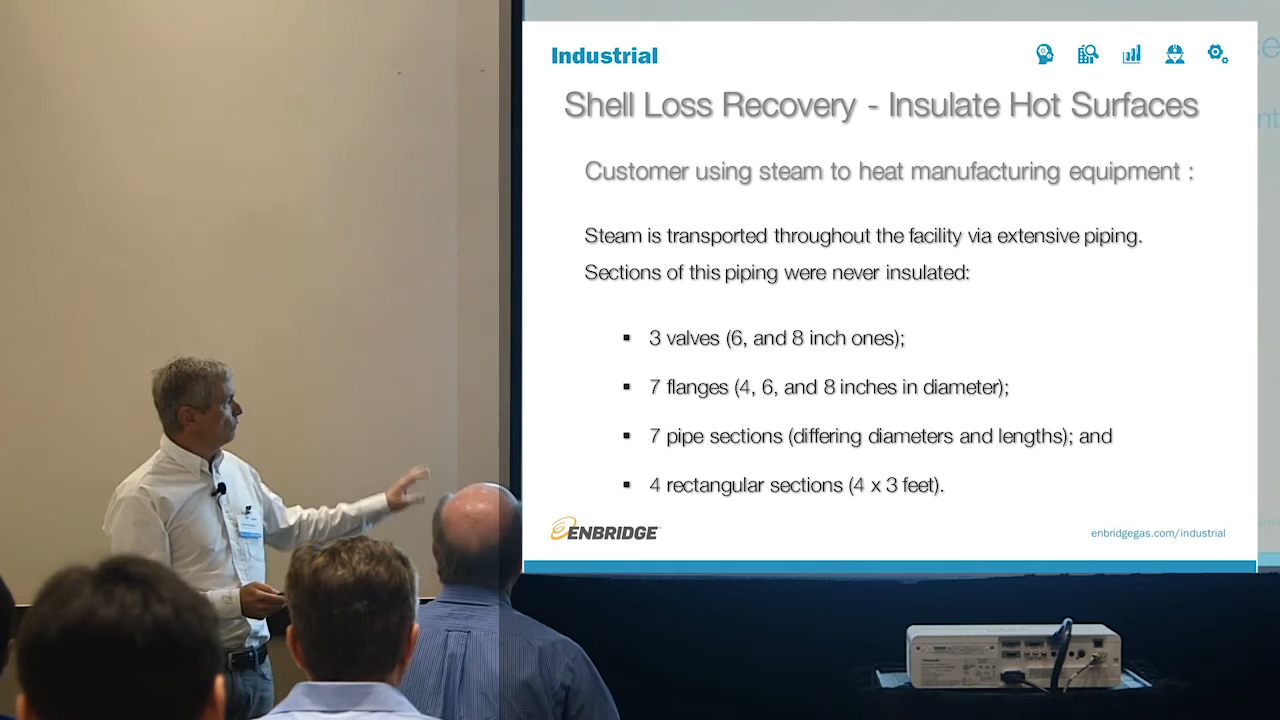 Industrial
Shell Loss Recovery - Insulate Hot Surfaces
Customer using steam to heat manufacturing equipment :
Steam is transported throughout the facility via extensive piping.
Sections of this piping were never insulated:
▪ 3 valves (6, and 8 inch ones);
▪ 7 flanges (4, 6, and 8 inches in diameter);
▪ 7 pipe sections (differing diameters and lengths); and
▪ 4 rectangular sections (4 x 3 feet).
ENBRIDGE
enbridgegas.com/industrial